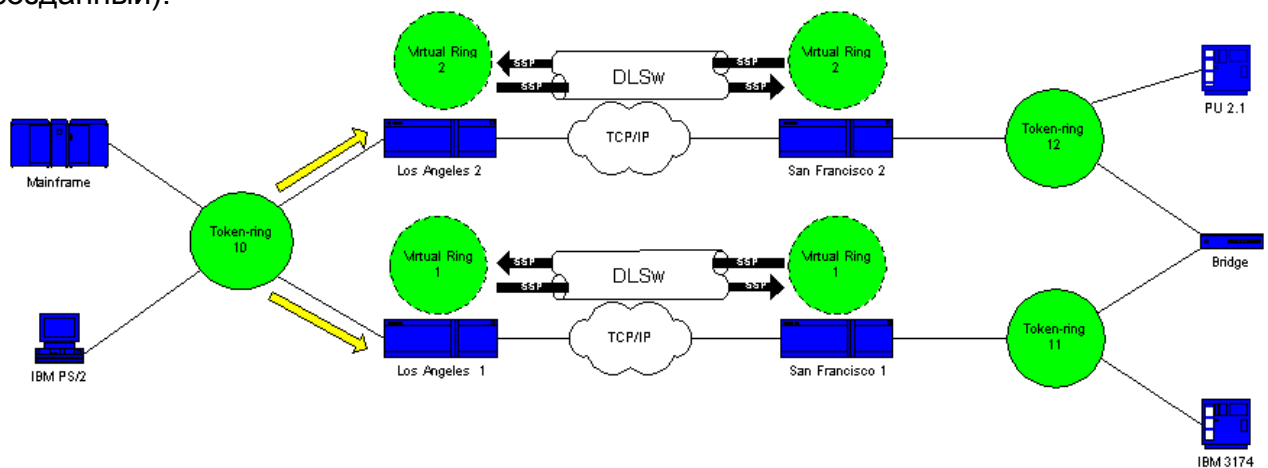 созданный).
Virtual Ring
2
SSP
SSP
DLSw
SSP
SSP
Virtual Ring
2
PU 2.1
Mainframe
Los Angeles 2
TCP/IP
San Francisco 2
Token-ring
12
Token-ring
10
Virtual Ring
1
SSP
SSP
DLSw
SSP
SSP
Virtual Ring
1
Bridge
IBM PS/2
Los Angeles 1
TCP/IP
San Francisco 1
Token-ring
11
IBM 3174